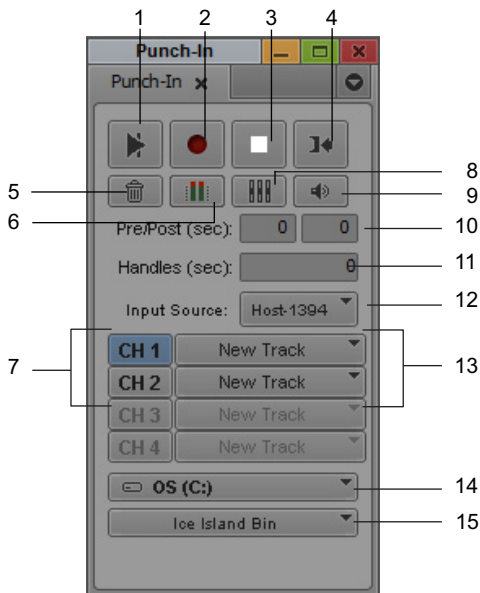 1 2 3 4
Punch-In
Punch-In
5
6
8
9
Pre/Post (sec): 0 0 10
Handles (sec): 0 11
Input Source: Host-1394 12
7
13
CH 1 New Track
CH 2 New Track
CH 3 New Track
CH 4 New Track
OS (C:) 14
Ice Island Bin 15